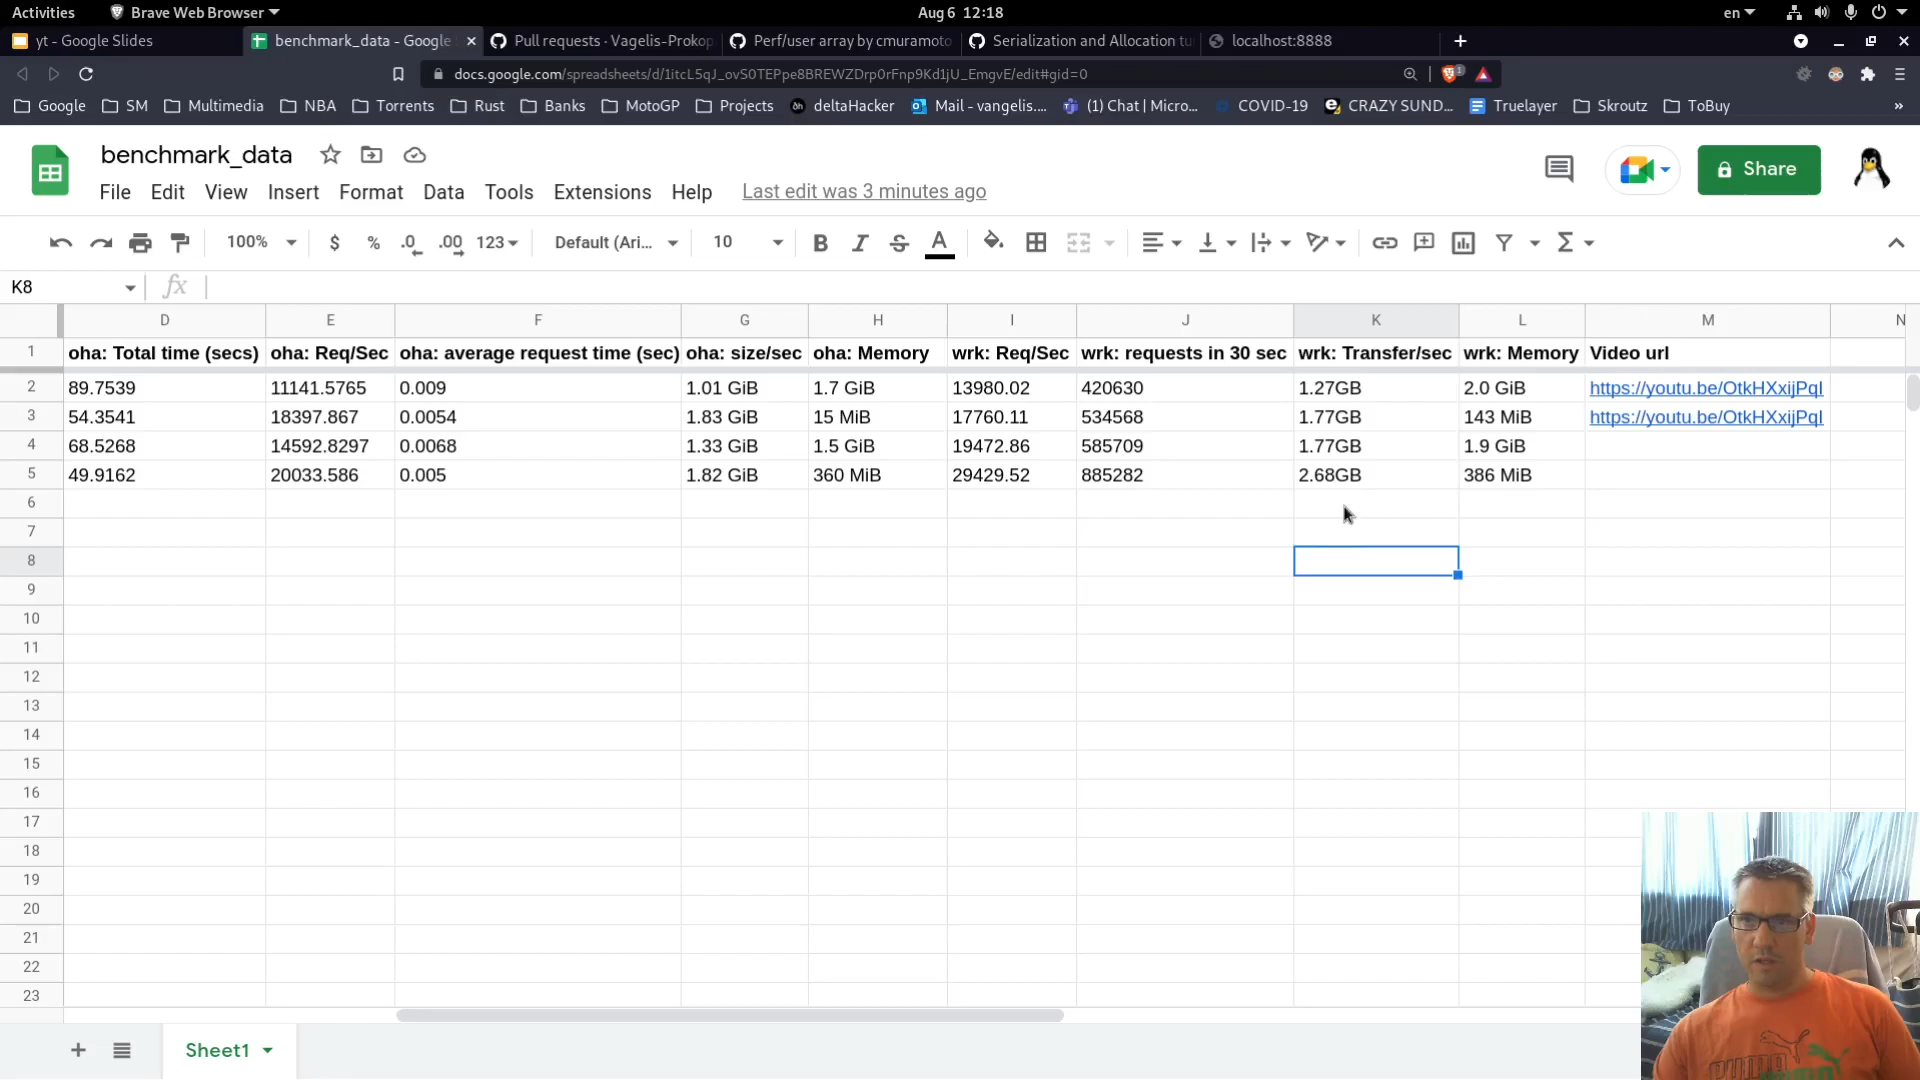 Activities Brave Web Browser Aug 6 12:18 en
yt - Google Slides benchmark_data - Google Pull requests · Vagelis-Prokop Perf/user array by cmuramoto Serialization and Allocation tu localhost:8888
docs.google.com/spreadsheets/d/1itcL5qJ_ovS0TEPpe8BREWZDrp0rFnp9Kd1jU_EmgvE/edit#gid=0 1
Google SM Multimedia NBA Torrents Rust Banks MotoGP Projects deltaHacker Mail - vangelis.... (1) Chat | Micro... COVID-19 CRAZY SUND... Truelayer Skroutz ToBuy »
benchmark_data
Share
File Edit View Insert Format Data Tools Extensions Help Last edit was 3 minutes ago
100% $ % .0 .00 123 Default (Ari... 10 B I S A Σ
K8 fx
D E F G H I J K L M N
1 oha: Total time (secs) oha: Req/Sec oha: average request time (sec) oha: size/sec oha: Memory wrk: Req/Sec wrk: requests in 30 sec wrk: Transfer/sec wrk: Memory Video url
2 89.7539 11141.5765 0.009 1.01 GiB 1.7 GiB 13980.02 420630 1.27GB 2.0 GiB https://youtu.be/OtkHXxijPqI
3 54.3541 18397.867 0.0054 1.83 GiB 15 MiB 17760.11 534568 1.77GB 143 MiB https://youtu.be/OtkHXxijPqI
4 68.5268 14592.8297 0.0068 1.33 GiB 1.5 GiB 19472.86 585709 1.77GB 1.9 GiB
5 49.9162 20033.586 0.005 1.82 GiB 360 MiB 29429.52 885282 2.68GB 386 MiB
6
7
8
9
10
11
12
13
14
15
16
17
18
19
20
21
22
23
Sheet1
PUMA